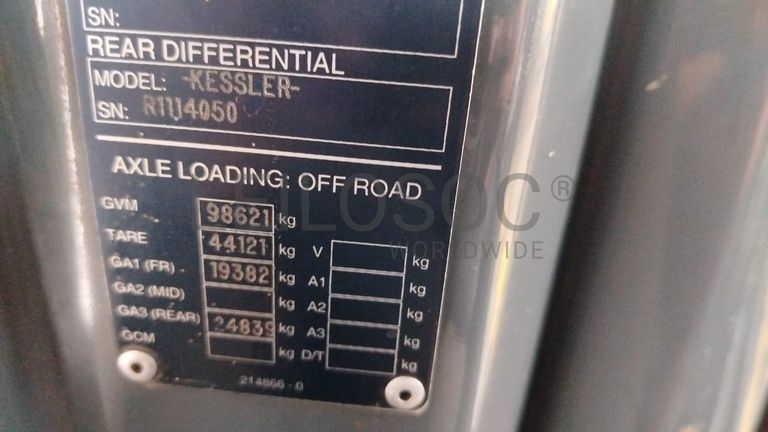 SN:
REAR DIFFERENTIAL
MODEL: -KESSLER-
SN: R1114050
AXLE LOADING: OFF ROAD
GVM 98621 kg
TARE 44121 kg V kg
GA1 (FR) 19382 kg A1 kg
GA2 (MID) kg A2 kg
GA3 (REAR) 24839 kg A3 kg
GCM kg D/T kg
214866 - 0
FILOSOC®
WORLDWIDE